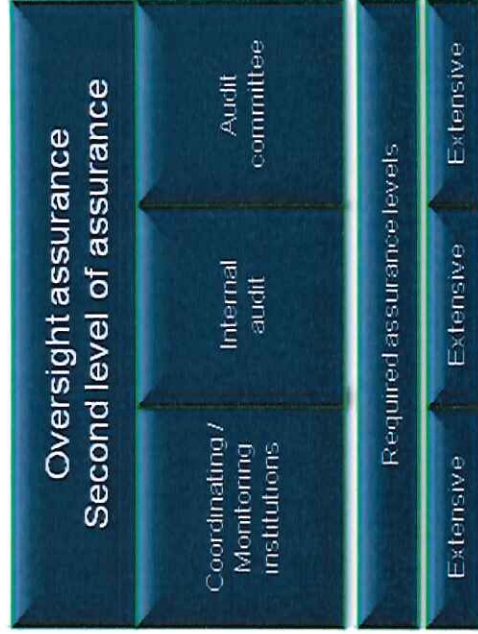 Oversight assurance
Second level of assurance
Coordinating /
Monitoring
institutions
Internal
audit
Audit
committee
Required assurance levels
Extensive
Extensive
Extensive